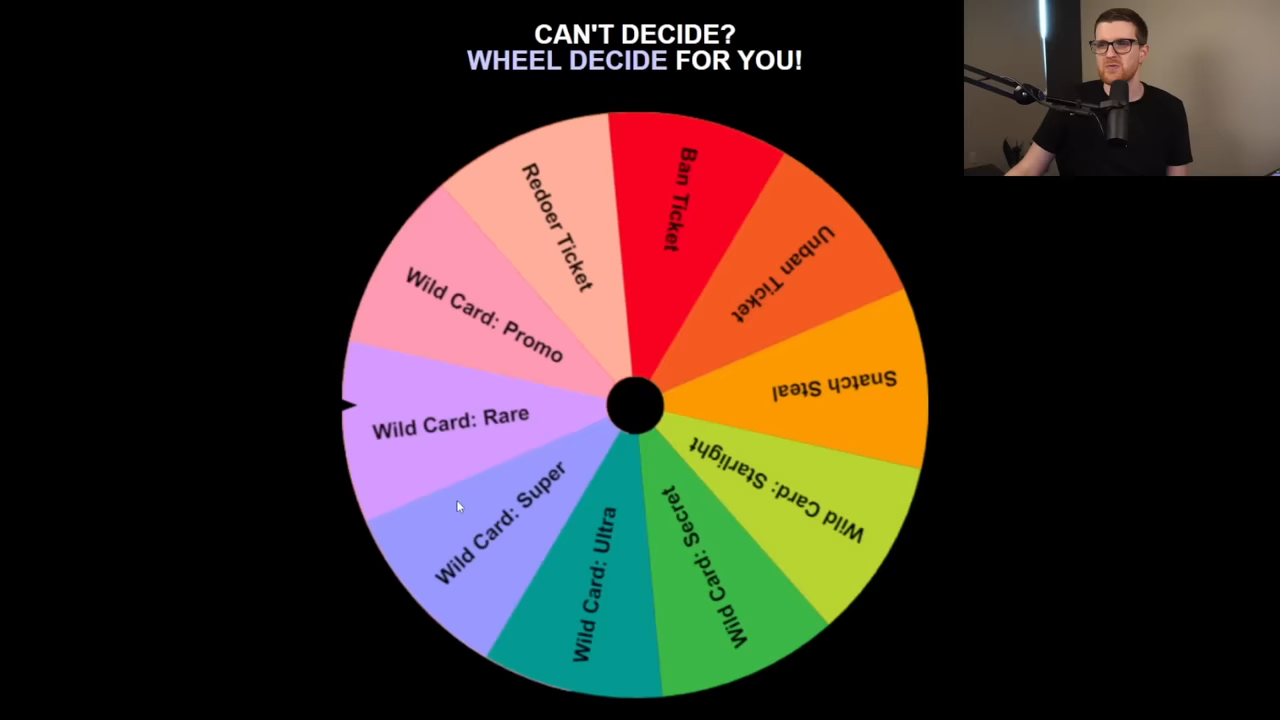 CAN'T DECIDE?
WHEEL DECIDE FOR YOU!
Ban Ticket
Unban Ticket
Snatch Steal
Wild Card: Starlight
Wild Card: Secret
Wild Card: Ultra
Wild Card: Super
Wild Card: Rare
Wild Card: Promo
Redoer Ticket